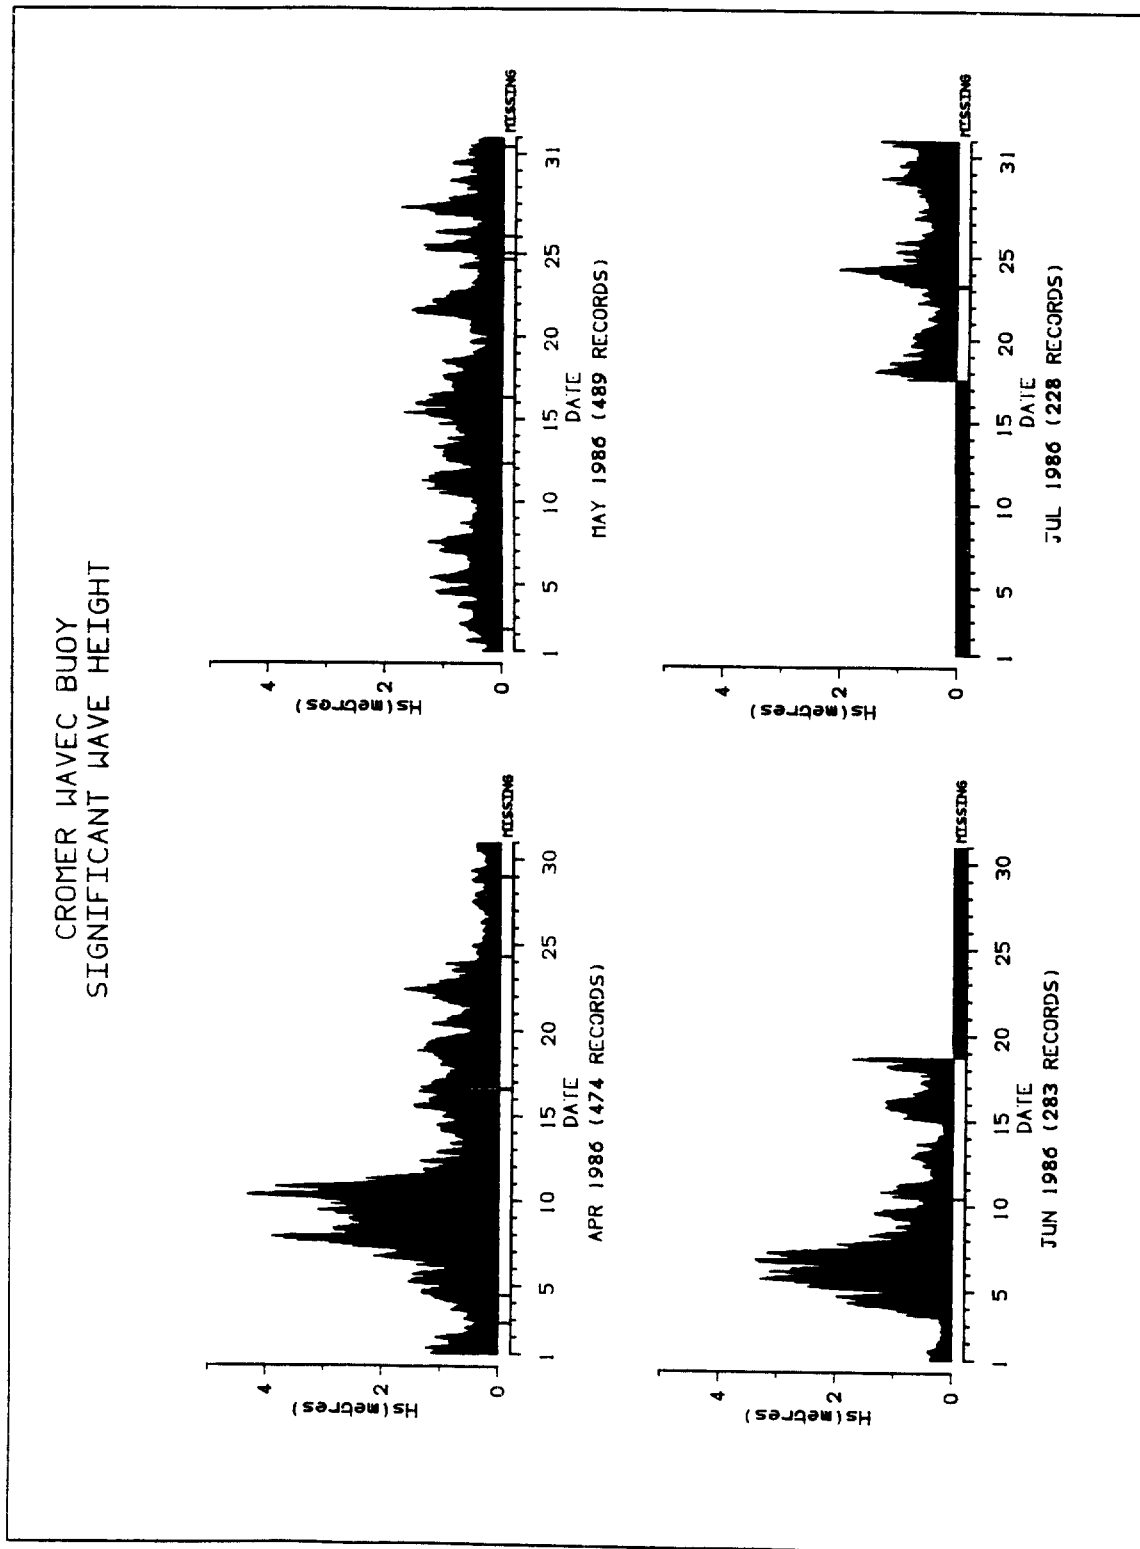 CROMER WAVEC BUOY
SIGNIFICANT WAVE HEIGHT
Hs(metres)
4
2
0
MISSING
1 5 10 15 20 25 30
DATE
APR 1986 (474 RECORDS)
Hs(metres)
4
2
0
MISSING
1 5 10 15 20 25 31
DATE
MAY 1986 (489 RECORDS)
Hs(metres)
4
2
0
MISSING
1 5 10 15 20 25 30
DATE
JUN 1986 (283 RECORDS)
Hs(metres)
4
2
0
MISSING
1 5 10 15 20 25 31
DATE
JUL 1986 (228 RECORDS)